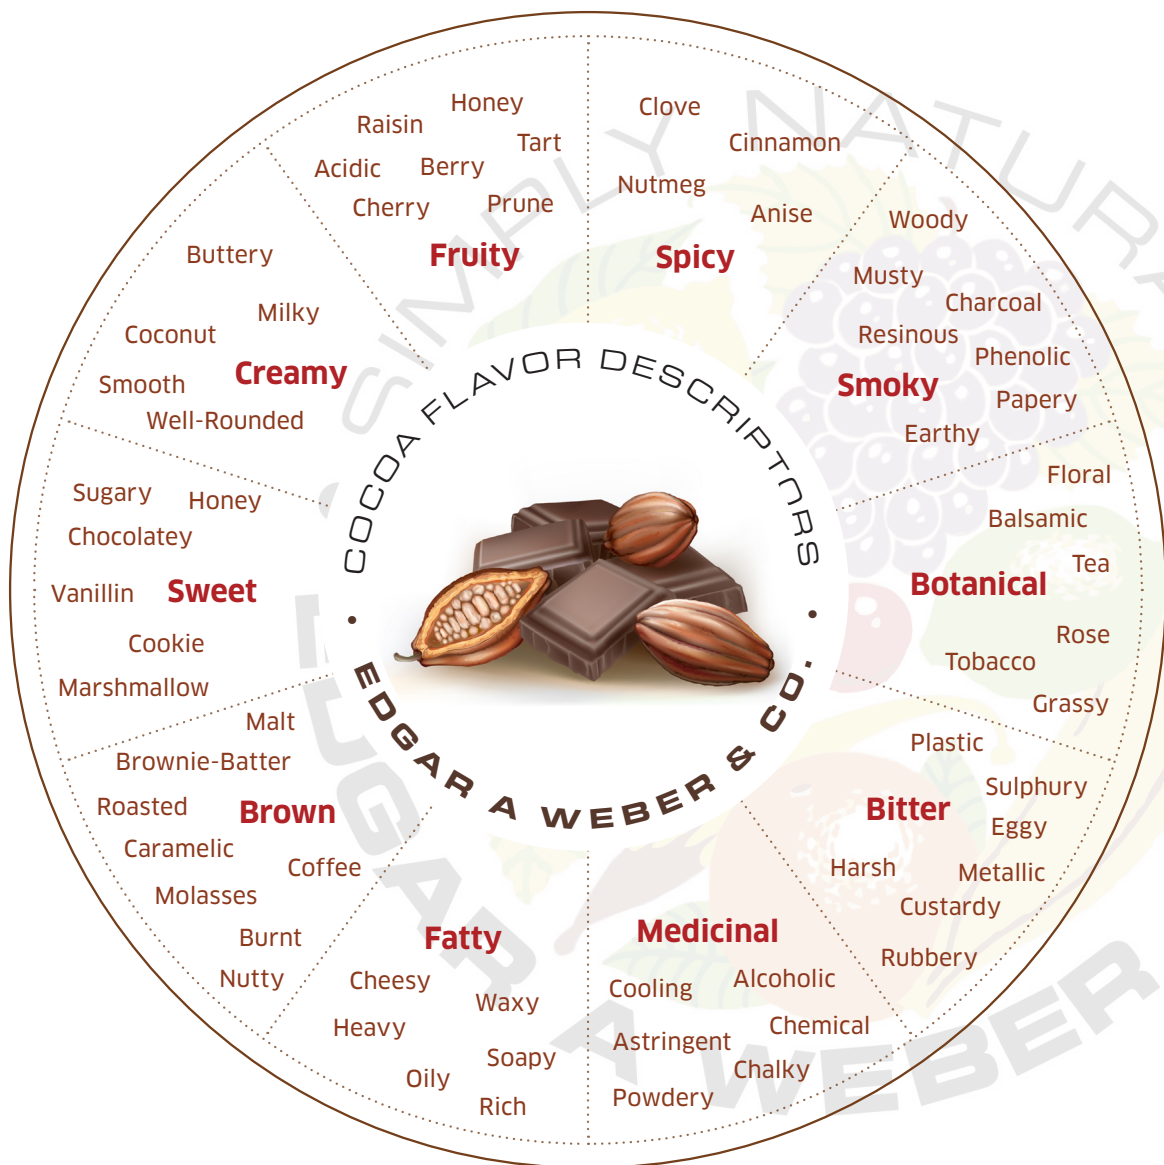 COCOA FLAVOR DESCRIPTORS
EDGAR A WEBER & CO.
Fruity
Honey
Raisin
Tart
Acidic
Berry
Cherry
Prune
Spicy
Clove
Cinnamon
Nutmeg
Anise
Smoky
Woody
Musty
Charcoal
Resinous
Phenolic
Papery
Earthy
Botanical
Floral
Balsamic
Tea
Rose
Tobacco
Grassy
Bitter
Plastic
Sulphury
Eggy
Harsh
Metallic
Custardy
Rubbery
Medicinal
Alcoholic
Cooling
Chemical
Astringent
Chalky
Powdery
Fatty
Cheesy
Waxy
Heavy
Soapy
Oily
Rich
Brown
Malt
Brownie-Batter
Roasted
Caramelic
Coffee
Molasses
Burnt
Nutty
Sweet
Sugary
Honey
Chocolatey
Vanillin
Cookie
Marshmallow
Creamy
Buttery
Milky
Coconut
Smooth
Well-Rounded
SIMPLY NATURA
A WEBER